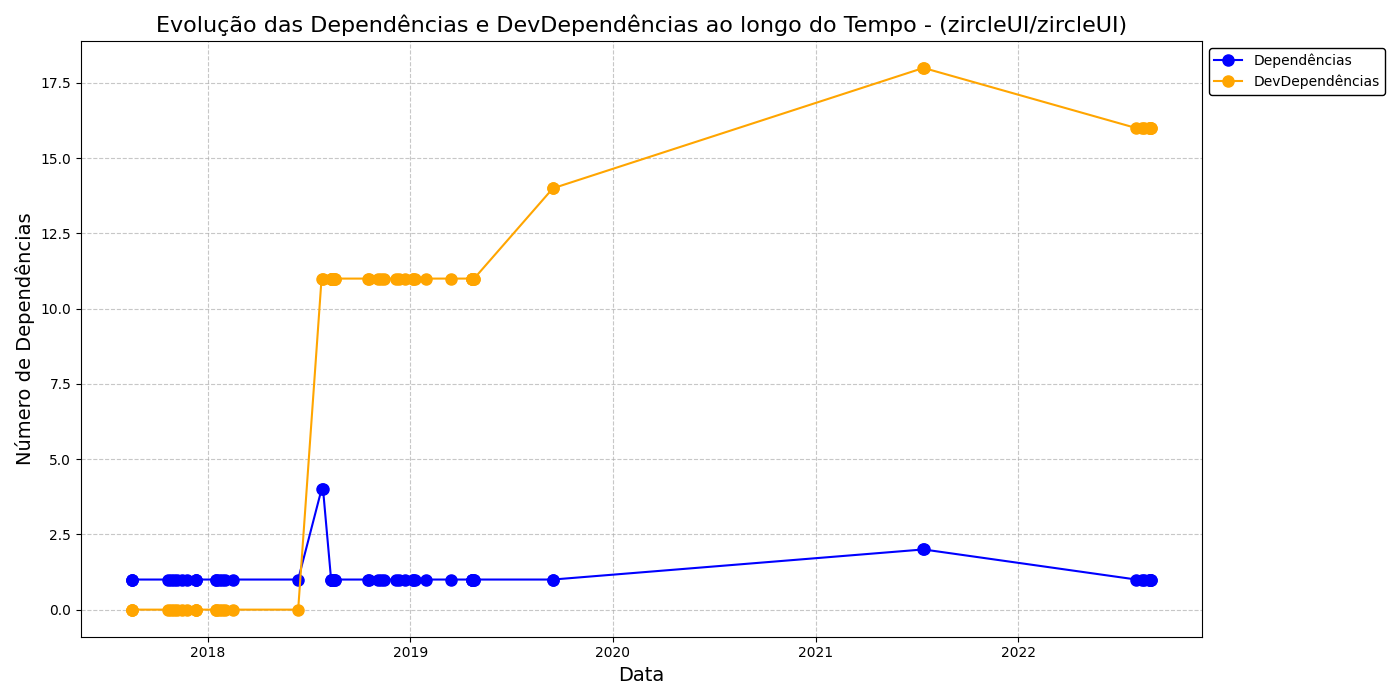 Evolução das Dependências e DevDependências ao longo do Tempo - (zircleUI/zircleUI)
Dependências
DevDependências
Número de Dependências
17.5
15.0
12.5
10.0
7.5
5.0
2.5
0.0
2018 2019 2020 2021 2022
Data